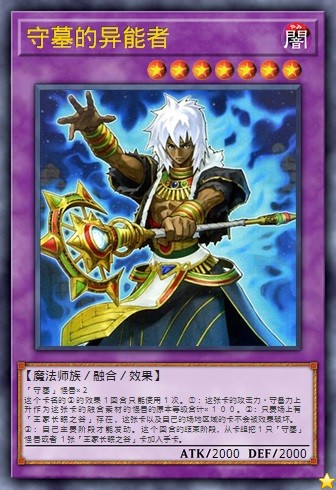 守墓的异能者
闇
【魔法师族／融合／效果】
「守墓」怪兽×2
这个卡名的②的效果1回合只能使用1次。①：这张卡的攻击力·守备力上
升作为这张卡的融合素材的怪兽的原本等级合计×100。①：只要场上有
「王家长眠之谷」存在，这张卡以及自己的场地区域的卡不会被效果破坏。
②：自己主要阶段才能发动。这个回合的结束阶段，从卡组把1只「守墓」
怪兽或者1张「王家长眠之谷」卡加入手卡。
ATK/2000 DEF/2000